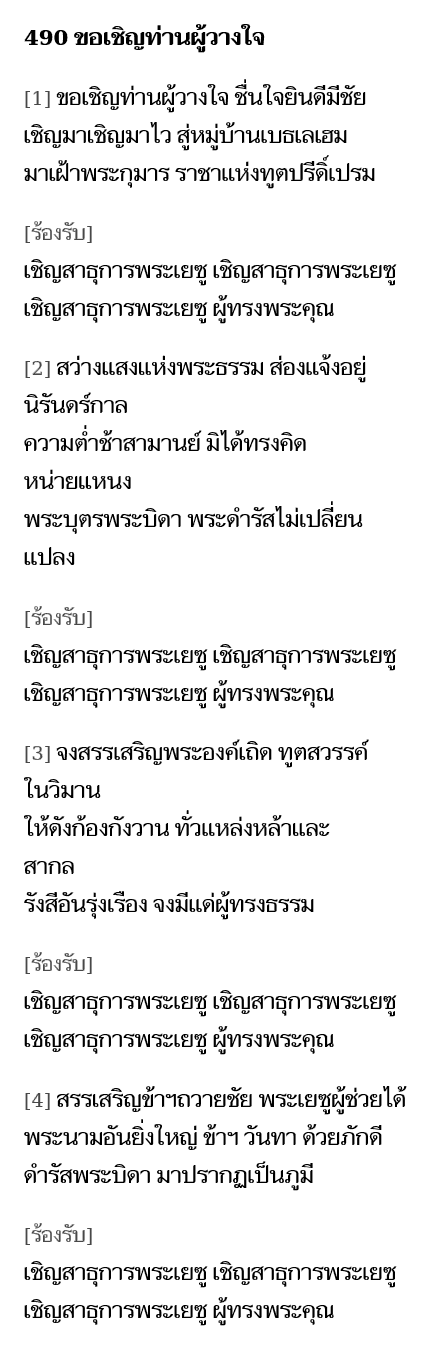 490 ขอเชิญท่านผู้วางใจ
[1] ขอเชิญท่านผู้วางใจ ชื่นใจยินดีมีชัย
เชิญมาเชิญมาไว สู่หมู่บ้านเบธเลเฮม
มาเฝ้าพระกุมาร ราชาแห่งทูตปรีดิ์เปรม
[ร้องรับ]
เชิญสาธุการพระเยซู เชิญสาธุการพระเยซู
เชิญสาธุการพระเยซู ผู้ทรงพระคุณ
[2] สว่างแสงแห่งพระธรรม ส่องแจ้งอยู่
นิรันดร์กาล
ความต่ำช้าสามานย์ มิได้ทรงคิด
หน่ายแหนง
พระบุตรพระบิดา พระดำรัสไม่เปลี่ยน
แปลง
[ร้องรับ]
เชิญสาธุการพระเยซู เชิญสาธุการพระเยซู
เชิญสาธุการพระเยซู ผู้ทรงพระคุณ
[3] จงสรรเสริญพระองค์เถิด ทูตสวรรค์
ในวิมาน
ให้ดังก้องกังวาน ทั่วแหล่งหล้าและ
สากล
รังสีอันรุ่งเรือง จงมีแด่ผู้ทรงธรรม
[ร้องรับ]
เชิญสาธุการพระเยซู เชิญสาธุการพระเยซู
เชิญสาธุการพระเยซู ผู้ทรงพระคุณ
[4] สรรเสริญข้าฯถวายชัย พระเยซูผู้ช่วยได้
พระนามอันยิ่งใหญ่ ข้าฯ วันทา ด้วยภักดี
ดำรัสพระบิดา มาปรากฏเป็นภูมี
[ร้องรับ]
เชิญสาธุการพระเยซู เชิญสาธุการพระเยซู
เชิญสาธุการพระเยซู ผู้ทรงพระคุณ